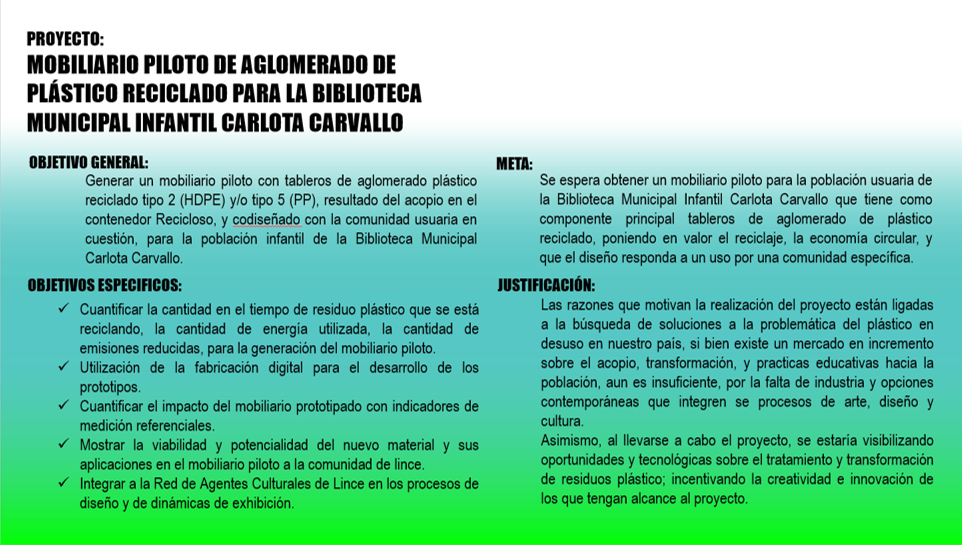 PROYECTO:
MOBILIARIO PILOTO DE AGLOMERADO DE
PLÁSTICO RECICLADO PARA LA BIBLIOTECA
MUNICIPAL INFANTIL CARLOTA CARVALLO
OBJETIVO GENERAL:
Generar un mobiliario piloto con tableros de aglomerado plástico
reciclado tipo 2 (HDPE) y/o tipo 5 (PP), resultado del acopio en el
contenedor Recicloso, y codiseñado con la comunidad usuaria en
cuestión, para la población infantil de la Biblioteca Municipal
Carlota Carvallo.
OBJETIVOS ESPECIFICOS:
✓ Cuantificar la cantidad en el tiempo de residuo plástico que se está
reciclando, la cantidad de energía utilizada, la cantidad de
emisiones reducidas, para la generación del mobiliario piloto.
✓ Utilización de la fabricación digital para el desarrollo de los
prototipos.
✓ Cuantificar el impacto del mobiliario prototipado con indicadores de
medición referenciales.
✓ Mostrar la viabilidad y potencialidad del nuevo material y sus
aplicaciones en el mobiliario piloto a la comunidad de lince.
✓ Integrar a la Red de Agentes Culturales de Lince en los procesos de
diseño y de dinámicas de exhibición.
META:
Se espera obtener un mobiliario piloto para la población usuaria de
la Biblioteca Municipal Infantil Carlota Carvallo que tiene como
componente principal tableros de aglomerado de plástico
reciclado, poniendo en valor el reciclaje, la economía circular, y
que el diseño responda a un uso por una comunidad específica.
JUSTIFICACIÓN:
Las razones que motivan la realización del proyecto están ligadas
a la búsqueda de soluciones a la problemática del plástico en
desuso en nuestro país, si bien existe un mercado en incremento
sobre el acopio, transformación, y practicas educativas hacia la
población, aun es insuficiente, por la falta de industria y opciones
contemporáneas que integren se procesos de arte, diseño y
cultura.
Asimismo, al llevarse a cabo el proyecto, se estaría visibilizando
oportunidades y tecnológicas sobre el tratamiento y transformación
de residuos plástico; incentivando la creatividad e innovación de
los que tengan alcance al proyecto.